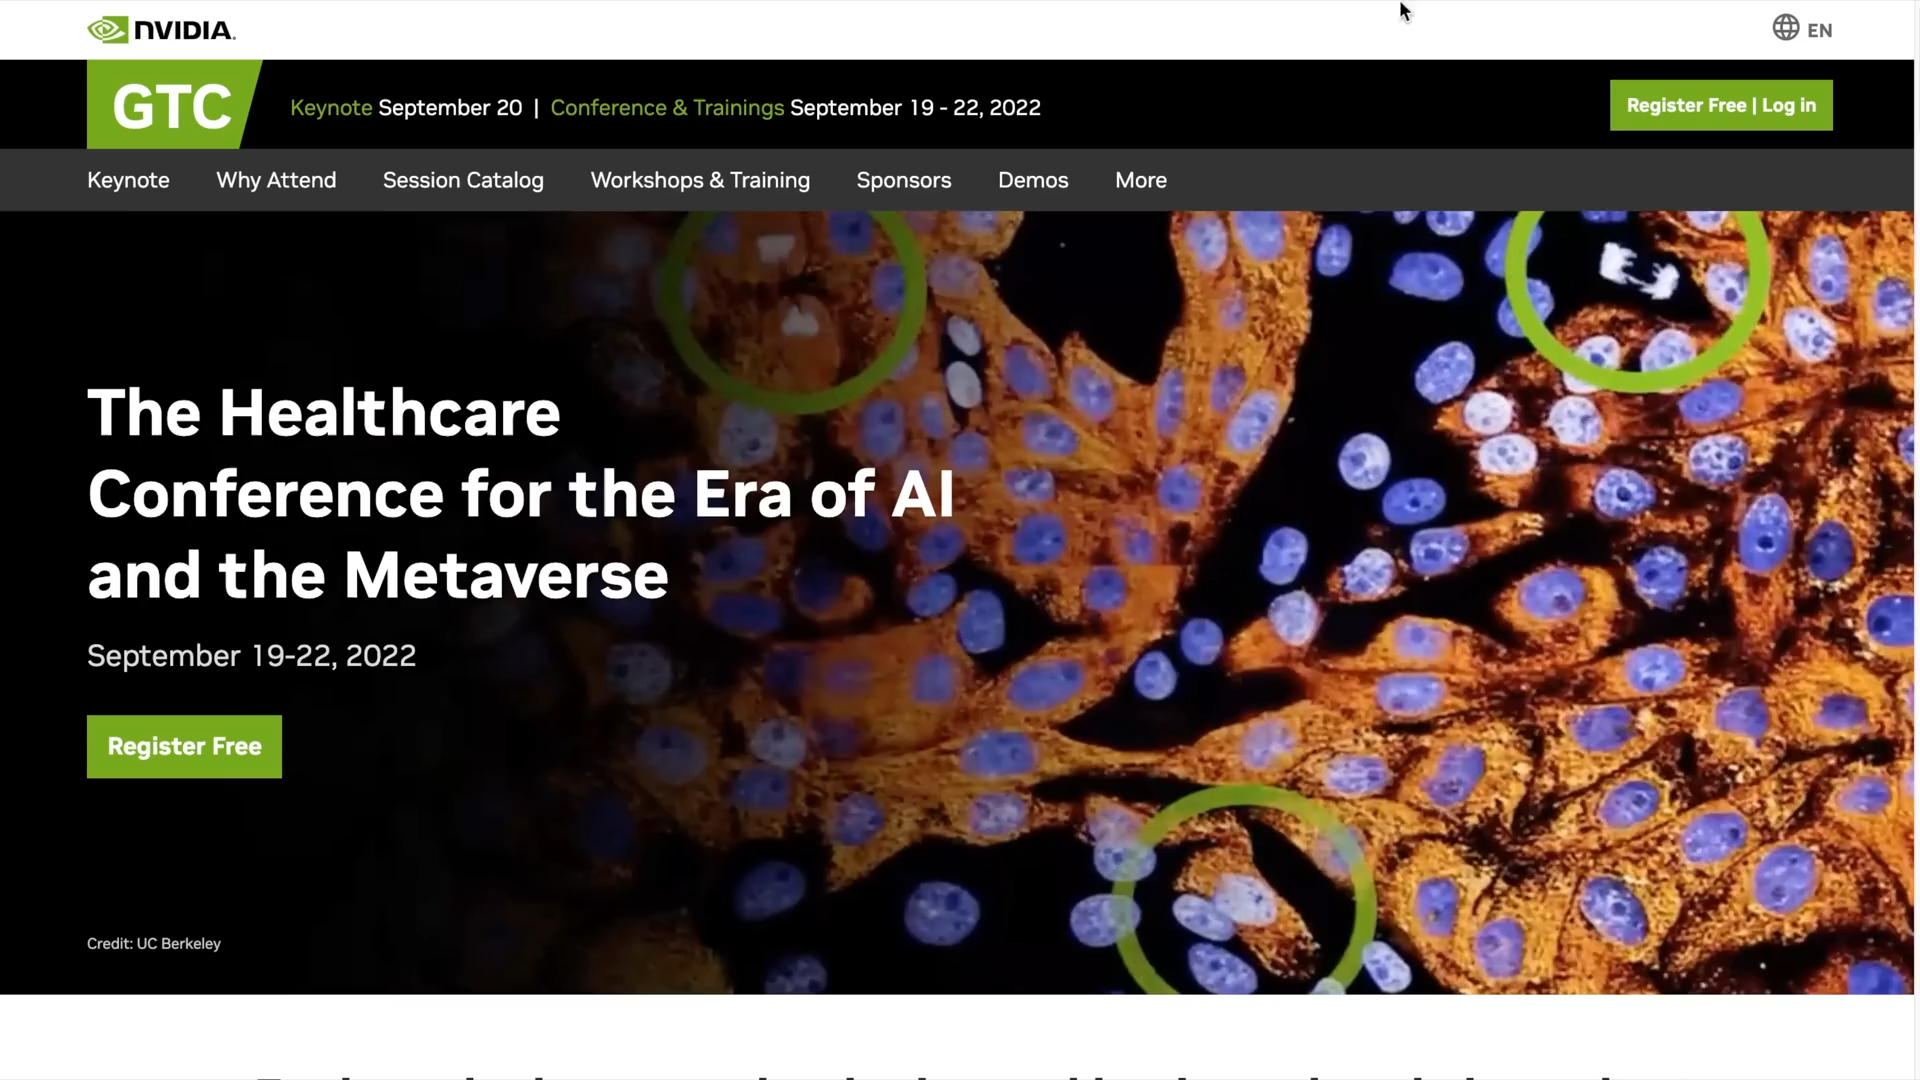 NVIDIA.
EN
GTC
Keynote September 20 | Conference & Trainings September 19 - 22, 2022
Register Free | Log in
Keynote Why Attend Session Catalog Workshops & Training Sponsors Demos More
The Healthcare
Conference for the Era of AI
and the Metaverse
September 19-22, 2022
Register Free
Credit: UC Berkeley